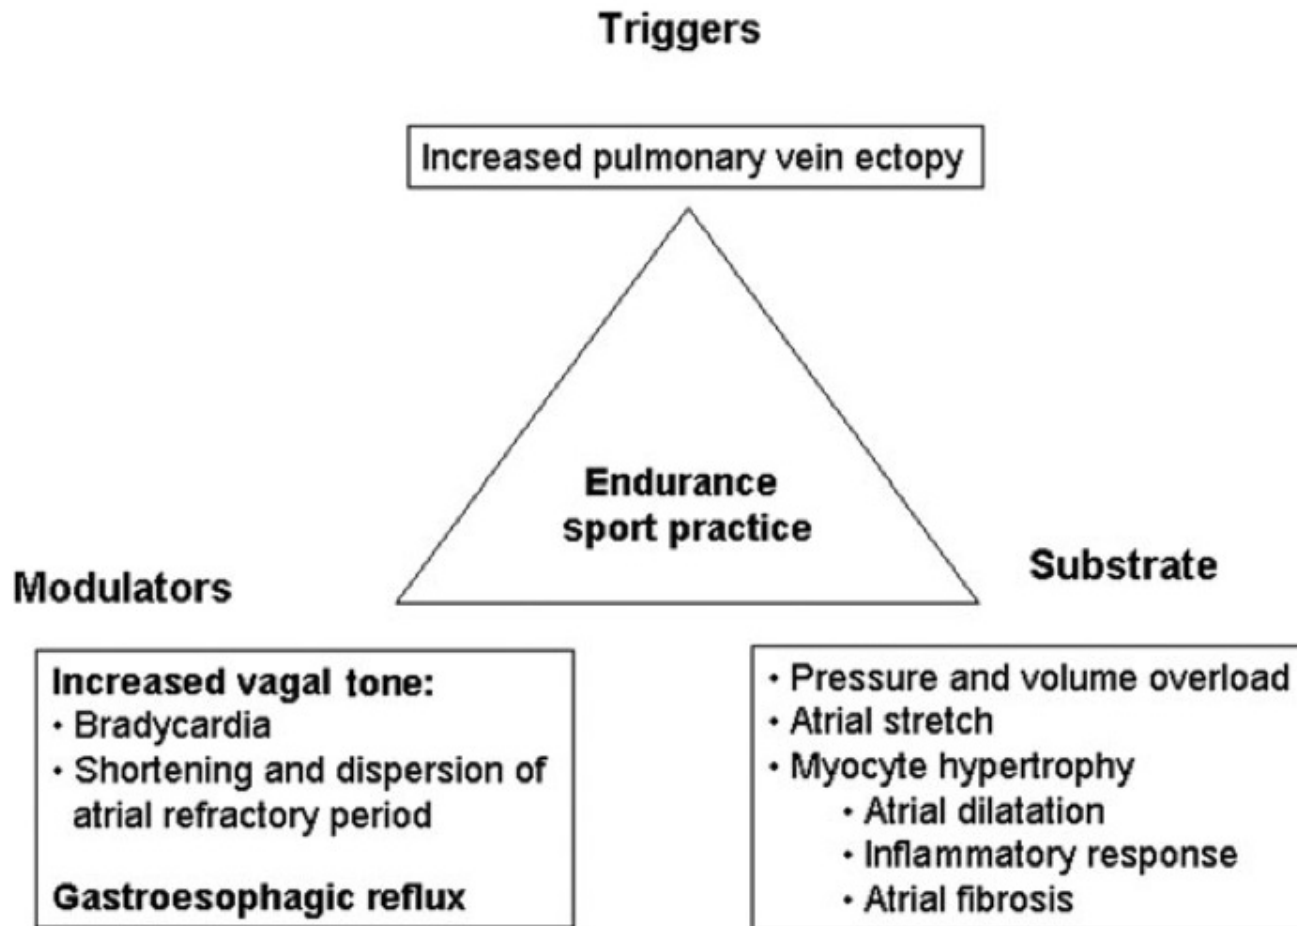 Triggers
Increased pulmonary vein ectopy
Endurance
sport practice
Modulators
Substrate
Increased vagal tone:
· Bradycardia
· Shortening and dispersion of
atrial refractory period
Gastroesophagic reflux
· Pressure and volume overload
· Atrial stretch
· Myocyte hypertrophy
· Atrial dilatation
· Inflammatory response
· Atrial fibrosis